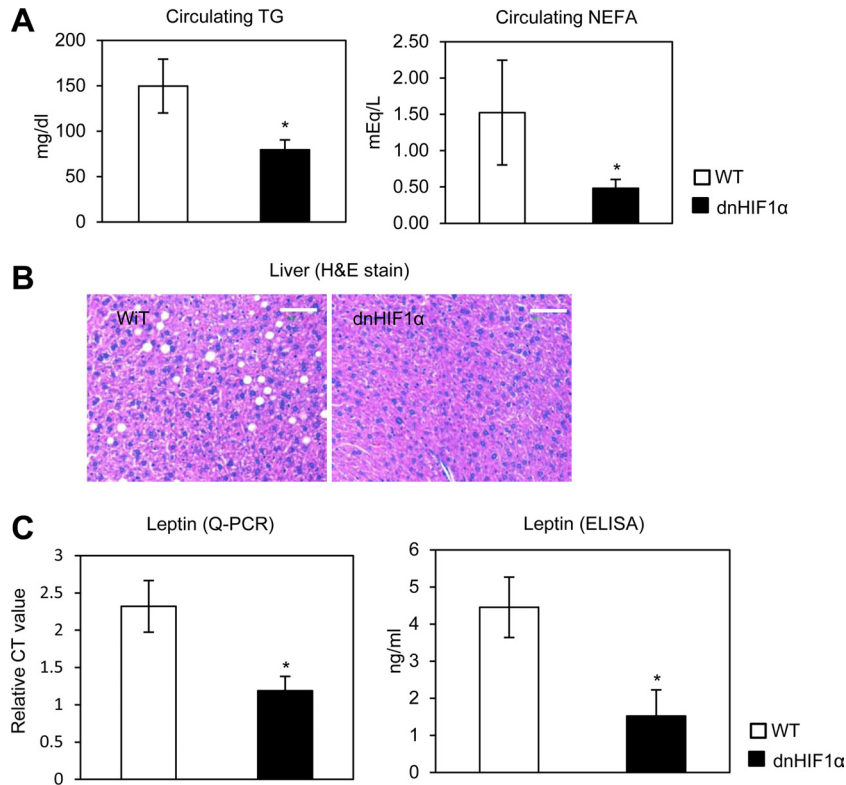 A
Circulating TG
Circulating NEFA
200
150
100
50
0
mg/dl
*
2.50
2.00
1.50
1.00
0.50
0.00
mEq/L
*
WT
dnHIF1α
B
Liver (H&E stain)
WiT
dnHIF1α
C
Leptin (Q-PCR)
Leptin (ELISA)
3
2.5
2
1.5
1
0.5
0
Relative CT value
*
6
5
4
3
2
1
0
ng/ml
*
WT
dnHIF1α